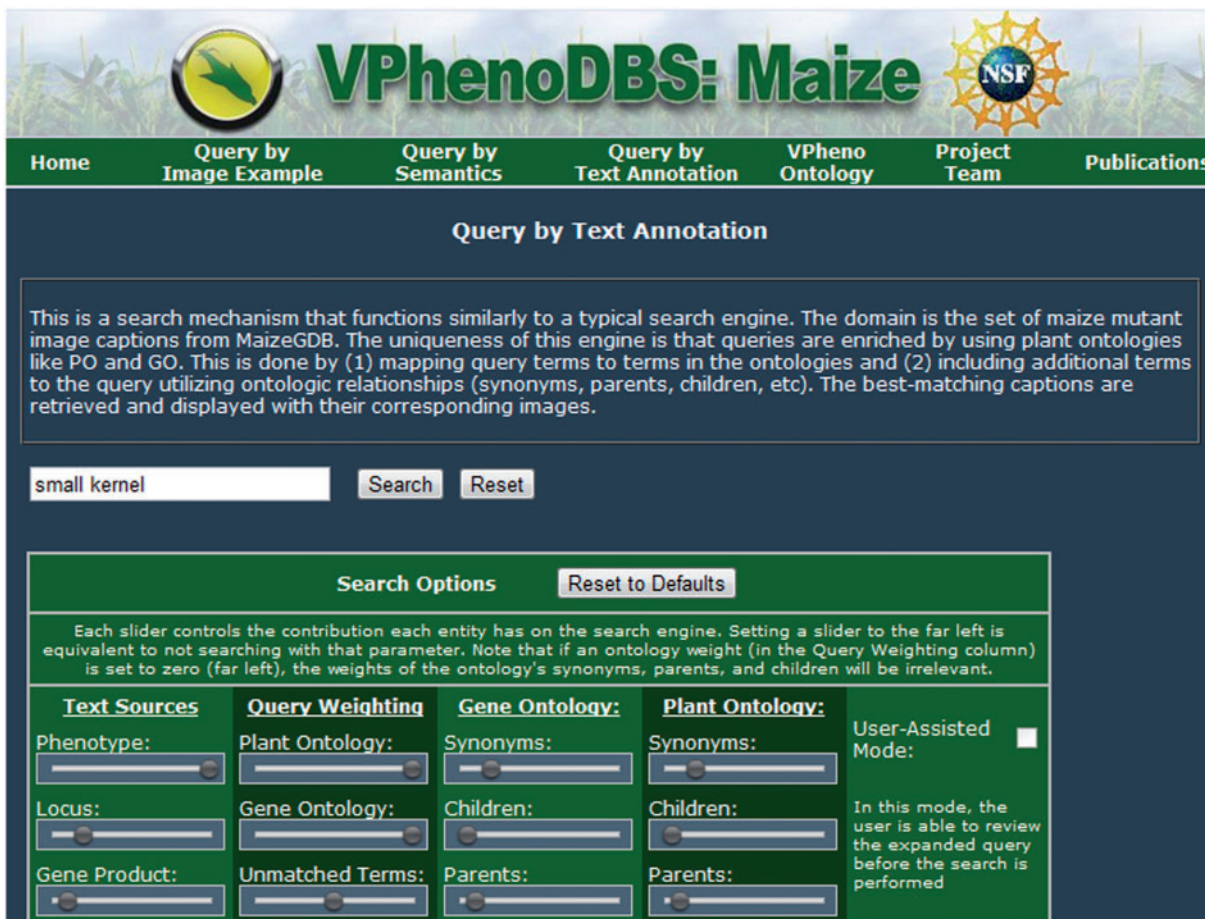 VPhenoDBS: Maize
NSF
Home
Query by
Image Example
Query by
Semantics
Query by
Text Annotation
VPheno
Ontology
Project
Team
Publications
Query by Text Annotation
This is a search mechanism that functions similarly to a typical search engine. The domain is the set of maize mutant
image captions from MaizeGDB. The uniqueness of this engine is that queries are enriched by using plant ontologies
like PO and GO. This is done by (1) mapping query terms to terms in the ontologies and (2) including additional terms
to the query utilizing ontologic relationships (synonyms, parents, children, etc). The best-matching captions are
retrieved and displayed with their corresponding images.
small kernel
Search
Reset
Search Options
Reset to Defaults
Each slider controls the contribution each entity has on the search engine. Setting a slider to the far left is
equivalent to not searching with that parameter. Note that if an ontology weight (in the Query Weighting column)
is set to zero (far left), the weights of the ontology's synonyms, parents, and children will be irrelevant.
Text Sources
Phenotype:
Locus:
Gene Product:
Query Weighting
Plant Ontology:
Gene Ontology:
Unmatched Terms:
Gene Ontology:
Synonyms:
Children:
Parents:
Plant Ontology:
Synonyms:
Children:
Parents:
User-Assisted
Mode:
In this mode, the
user is able to review
the expanded query
before the search is
performed